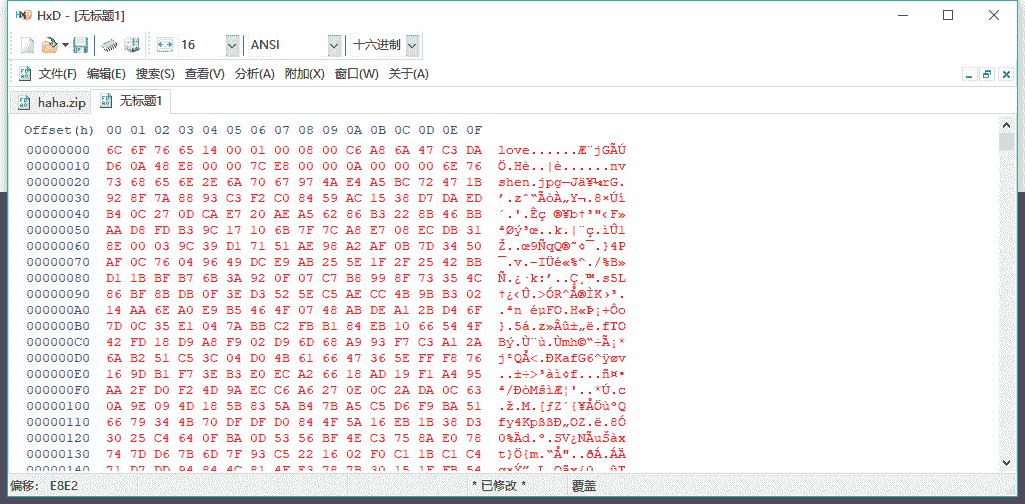 HxD - [无标题1]
16 ANSI 十六进制
文件(F) 编辑(E) 搜索(S) 查看(V) 分析(A) 附加(X) 窗口(W) 关于(A)
haha.zip 无标题1
Offset(h) 00 01 02 03 04 05 06 07 08 09 0A 0B 0C 0D 0E 0F
00000000 6C 6F 76 65 14 00 01 00 08 00 C6 A8 6A 47 C3 DA love......Æ¨jGÃÚ
00000010 D6 0A 48 E8 00 00 7C E8 00 00 0A 00 00 00 6E 76 Ö.Hè..|è......nv
00000020 73 68 65 6E 2E 6A 70 67 97 4A E4 A5 BC 72 47 1B shen.jpg—Jä¥¼rG.
00000030 92 8F 7A 88 93 C3 F2 C0 84 59 AC 15 38 D7 DA ED ’.zˆ“ÃòÀ„Y¬.8×Úí
00000040 B4 0C 27 0D CA E7 20 AE A5 62 86 B3 22 8B 46 BB ´.'.Êç ®¥b†³"‹F»
00000050 AA D8 FD B3 9C 17 10 6B 7F 7C A8 E7 08 EC DB 31 ªØý³œ..k.|¨ç.ìÛ1
00000060 8E 00 03 9C 39 D1 71 51 AE 98 A2 AF 0B 7D 34 50 Ž..œ9ÑqQ®˜¢¯.}4P
00000070 AF 0C 76 04 96 49 DC E9 AB 25 5E 1F 2F 25 42 BB ¯.v.–IÜé«%^./%B»
00000080 D1 11 BF B7 6B 3A 92 0F 07 C7 B8 99 8F 73 35 4C Ñ.¿·k:’..Ç¸™.s5L
00000090 86 BF 8B DB 0F 3E D3 52 5E C5 AE CC 4B 9B B3 02 †¿‹Û.>ÓR^Å®ÌK›³.
000000A0 14 AA 6E A0 E9 B5 46 4F 07 48 AB DE A1 2B D4 6F .ªn éµFO.H«Þ¡+Ôo
000000B0 7D 0C 35 E1 04 7A BB C2 FB B1 84 EB 10 66 54 4F }.5á.z»Âû±„ë.fTO
000000C0 42 FD 18 D9 A8 F9 02 D9 6D 68 A9 93 F7 C3 A1 2A Bý.Ù¨ù.Ùmh©“÷Ã¡*
000000D0 6A B2 51 C5 3C 04 D0 4B 61 66 47 36 5E FF F8 76 j²QÅ<.ÐKafG6^ÿøv
000000E0 16 9D B1 F7 3E B3 E0 EC A2 66 18 AD 19 F1 A4 95 ..±÷>³àì¢f.­.ñ¤•
000000F0 AA 2F D0 F2 4D 9A EC C6 A6 27 0E 0C 2A DA 0C 63 ª/ÐòMšìÆ¦'..*Ú.c
00000100 0A 9E 09 4D 18 5B 83 5A B4 7B A5 C5 D6 F9 BA 51 .ž.M.[ƒZ´{¥ÅÖùºQ
00000110 66 79 34 4B 70 DF DF D0 84 4F 5A 16 EB 1B 38 D3 fy4KpßßÐ„OZ.ë.8Ó
00000120 30 25 C4 64 0F BA 0D 53 56 BF 4E C3 75 8A E0 78 0%Äd.º.SV¿NÃuŠàx
00000130 74 7D D6 7B 6D 7F 93 C5 22 16 02 F0 C1 1B C1 C4 t}Ö{m.“Å"..ðÁ.ÁÄ
00000140
偏移: E8E2 * 已修改 * 覆盖